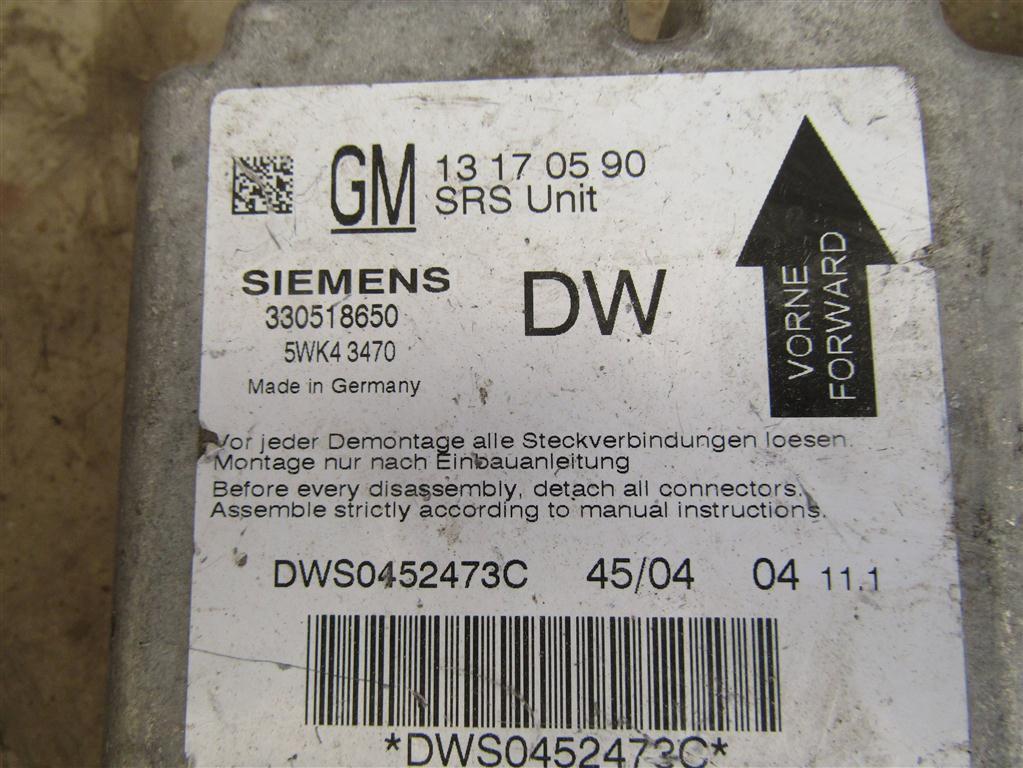 GM 13 17 05 90
SRS Unit
SIEMENS
330518650
5WK4 3470
Made in Germany
DW
VORNE
FORWARD
Vor jeder Demontage alle Steckverbindungen loesen.
Montage nur nach Einbauanleitung
Before every disassembly, detach all connectors.
Assemble strictly according to manual instructions.
DWS0452473C 45/04 04 11.1
*DWS0452473C*